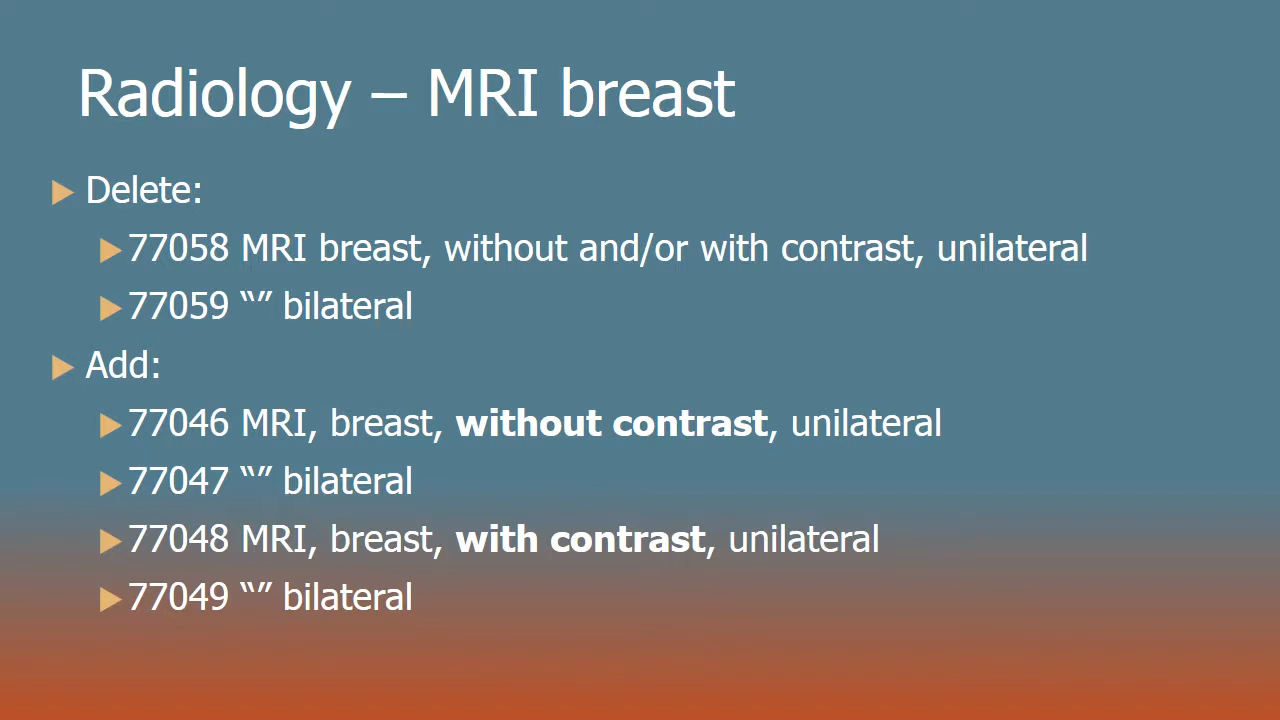 Radiology – MRI breast
Delete:
77058 MRI breast, without and/or with contrast, unilateral
77059 “” bilateral
Add:
77046 MRI, breast, without contrast, unilateral
77047 “” bilateral
77048 MRI, breast, with contrast, unilateral
77049 “” bilateral